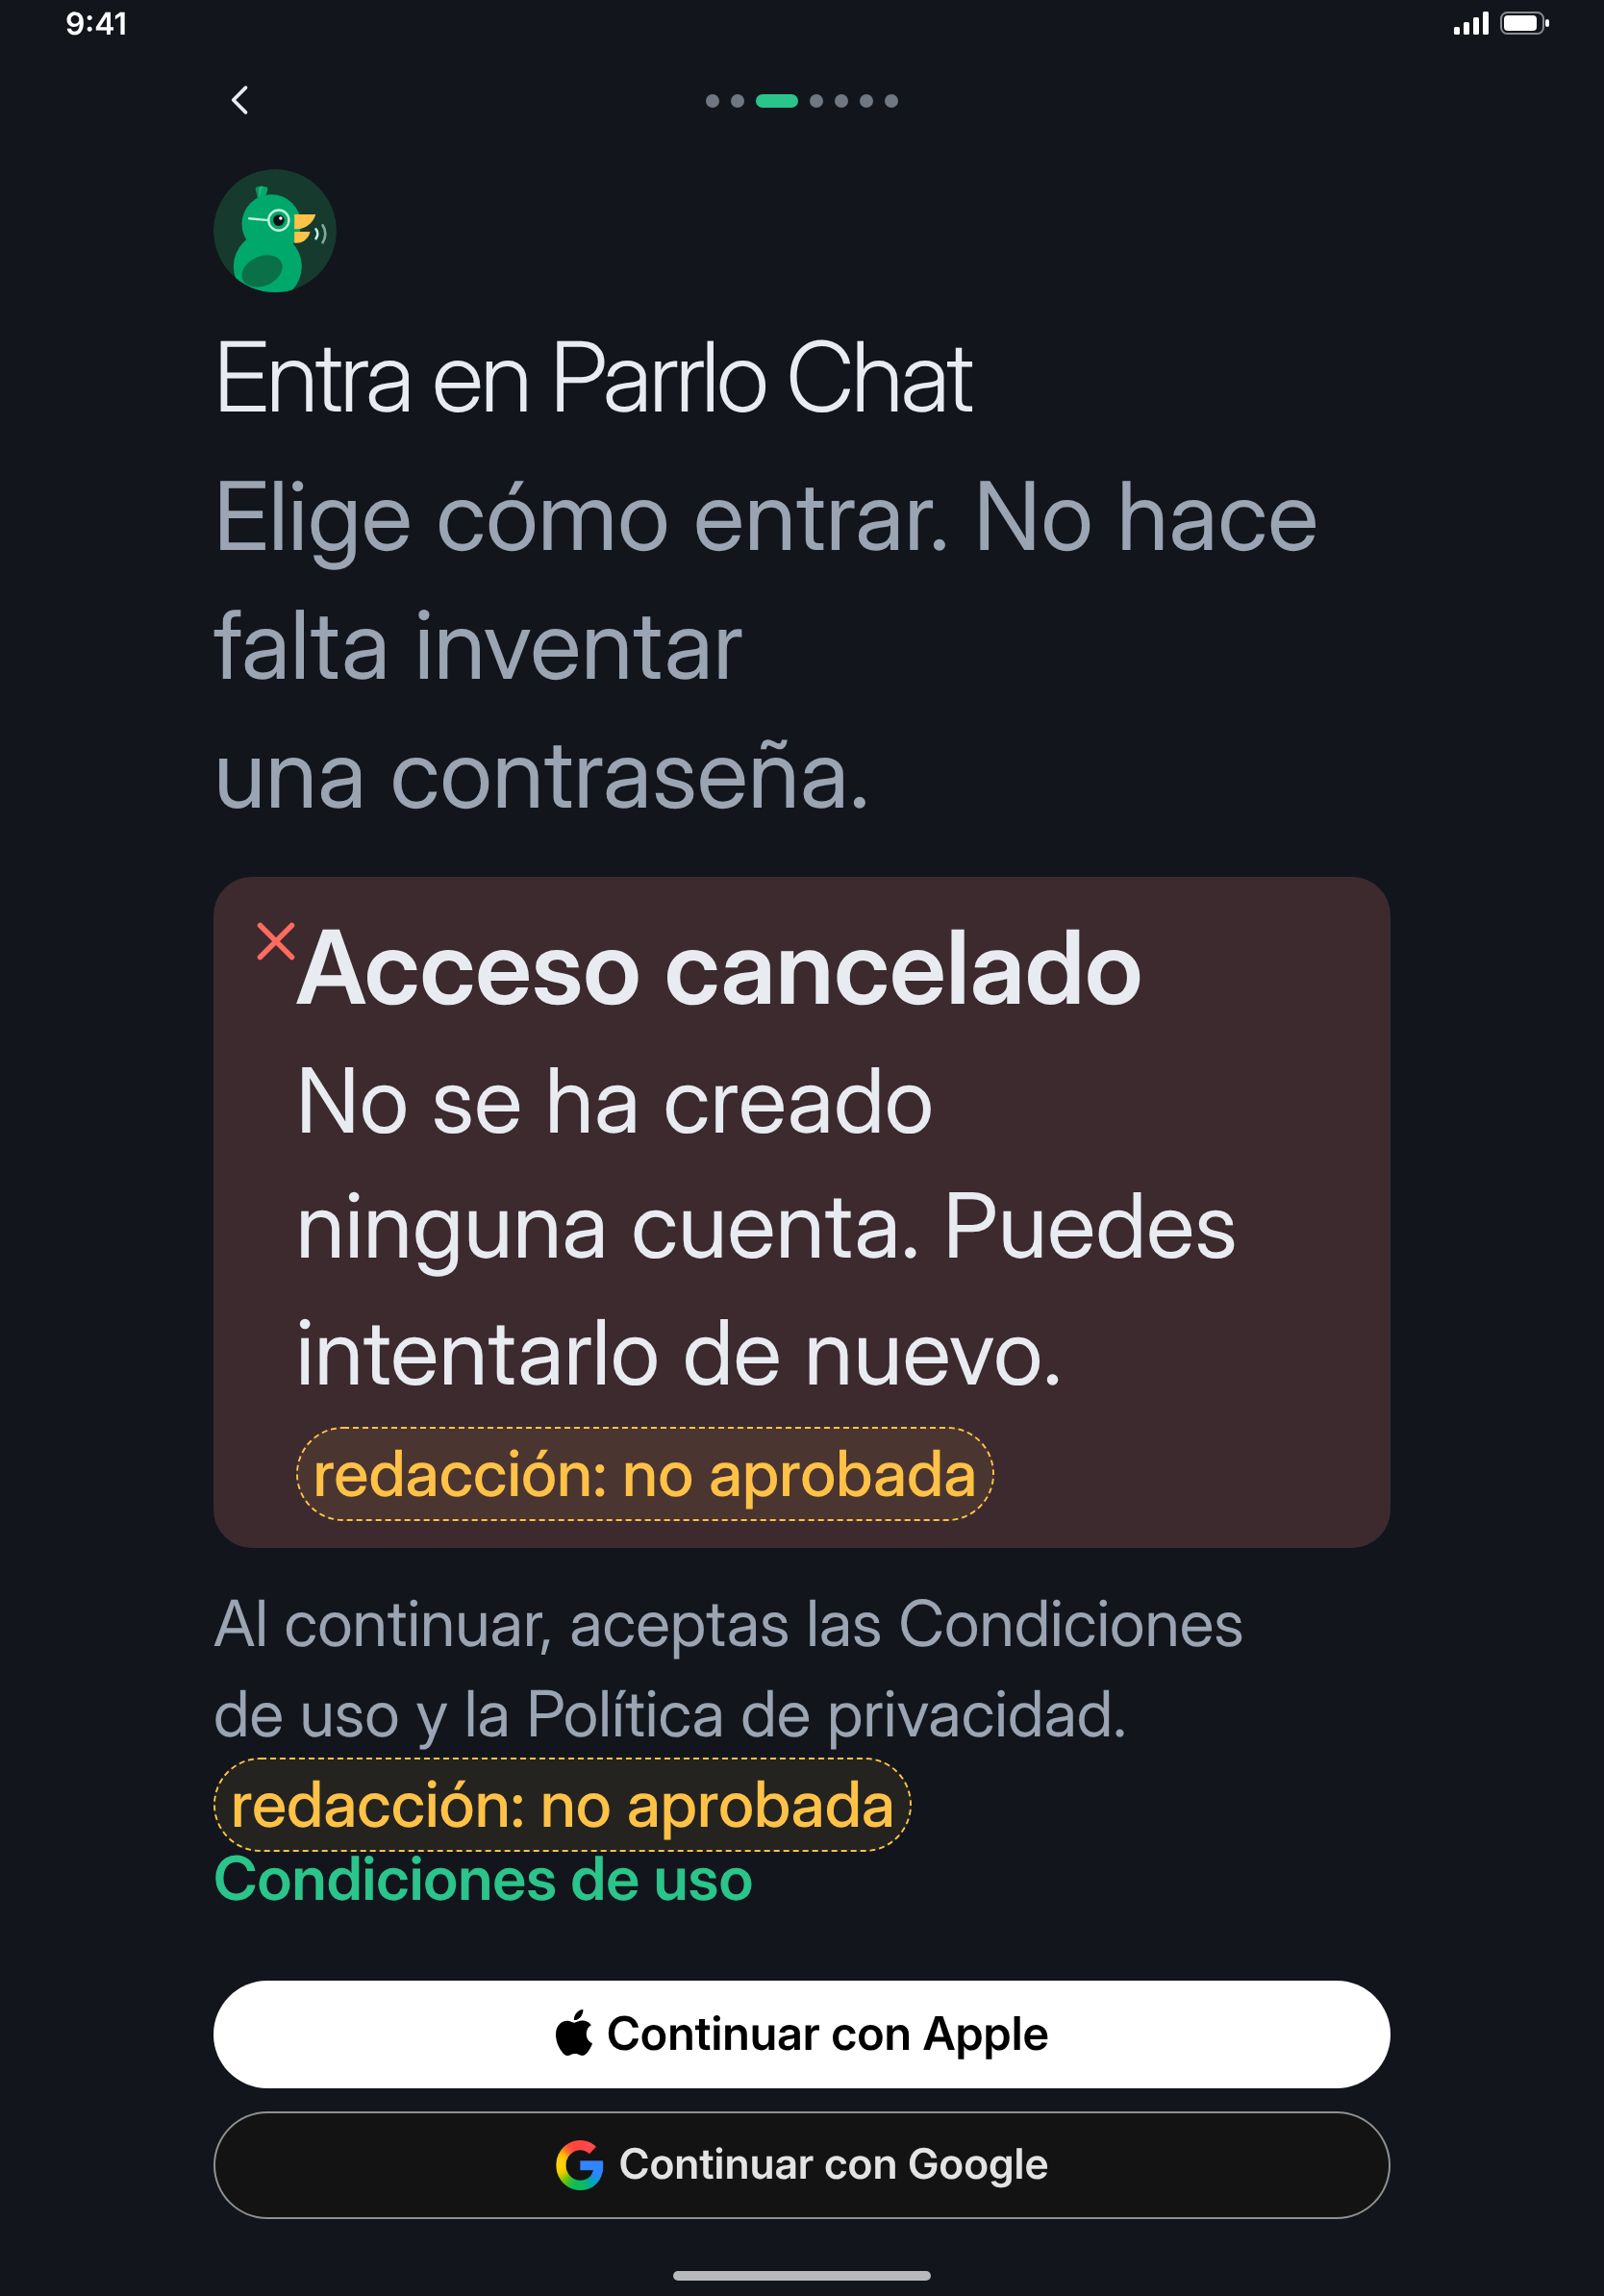 9:41
Entra en Parrlo Chat
Elige cómo entrar. No hace
falta inventar
una contraseña.
Acceso cancelado
No se ha creado
ninguna cuenta. Puedes
intentarlo de nuevo.
redacción: no aprobada
Al continuar, aceptas las Condiciones
de uso y la Política de privacidad.
redacción: no aprobada
Condiciones de uso
Continuar con Apple
Continuar con Google